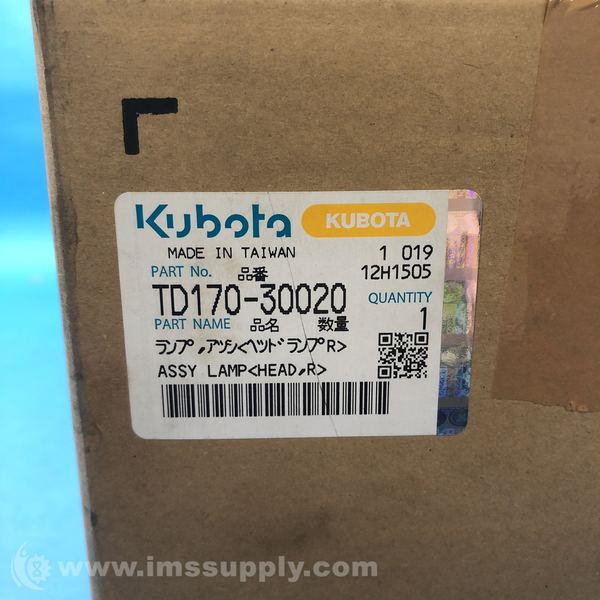 Kubota KUBOTA
MADE IN TAIWAN 1 019
PART No. 品番 12H1505
TD170-30020 QUANTITY
PART NAME 品名 数量 1
ランプ,アツシ<ヘツドランプR>
ASSY LAMP<HEAD,R>
www.imssupply.com